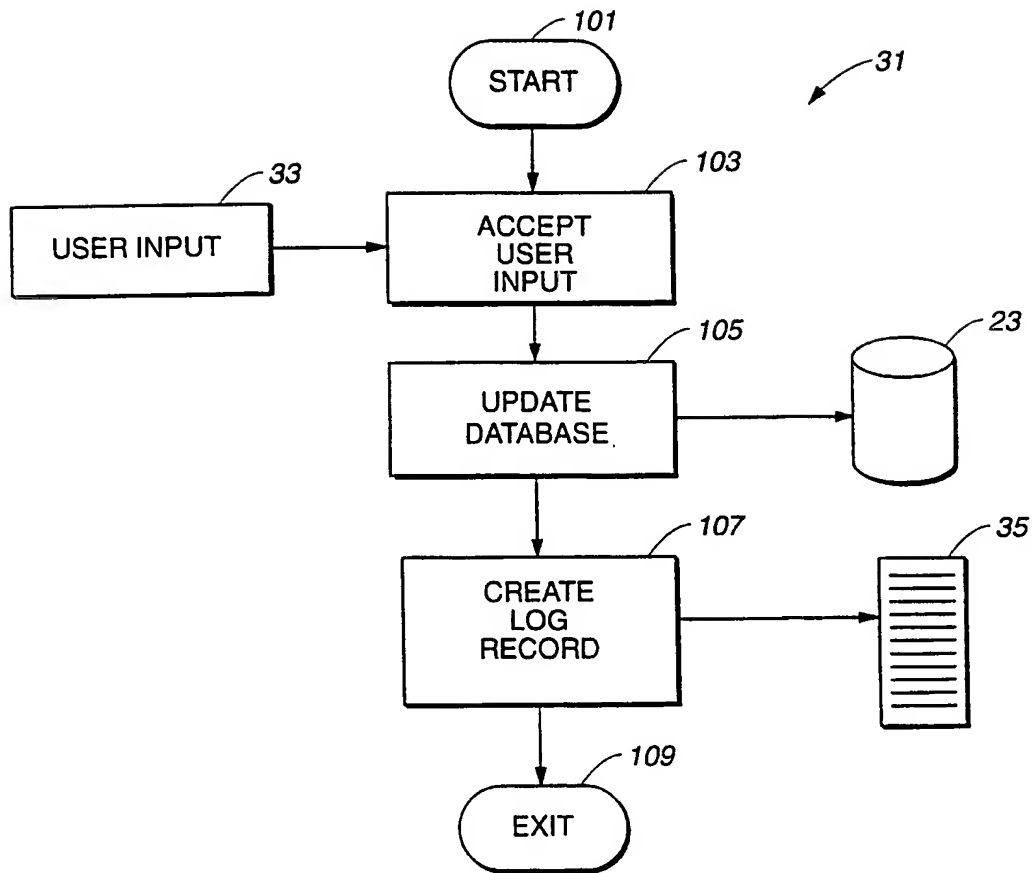 101
START
31
33
103
USER INPUT
ACCEPT
USER
INPUT
105
23
UPDATE
DATABASE
107
35
CREATE
LOG
RECORD
109
EXIT